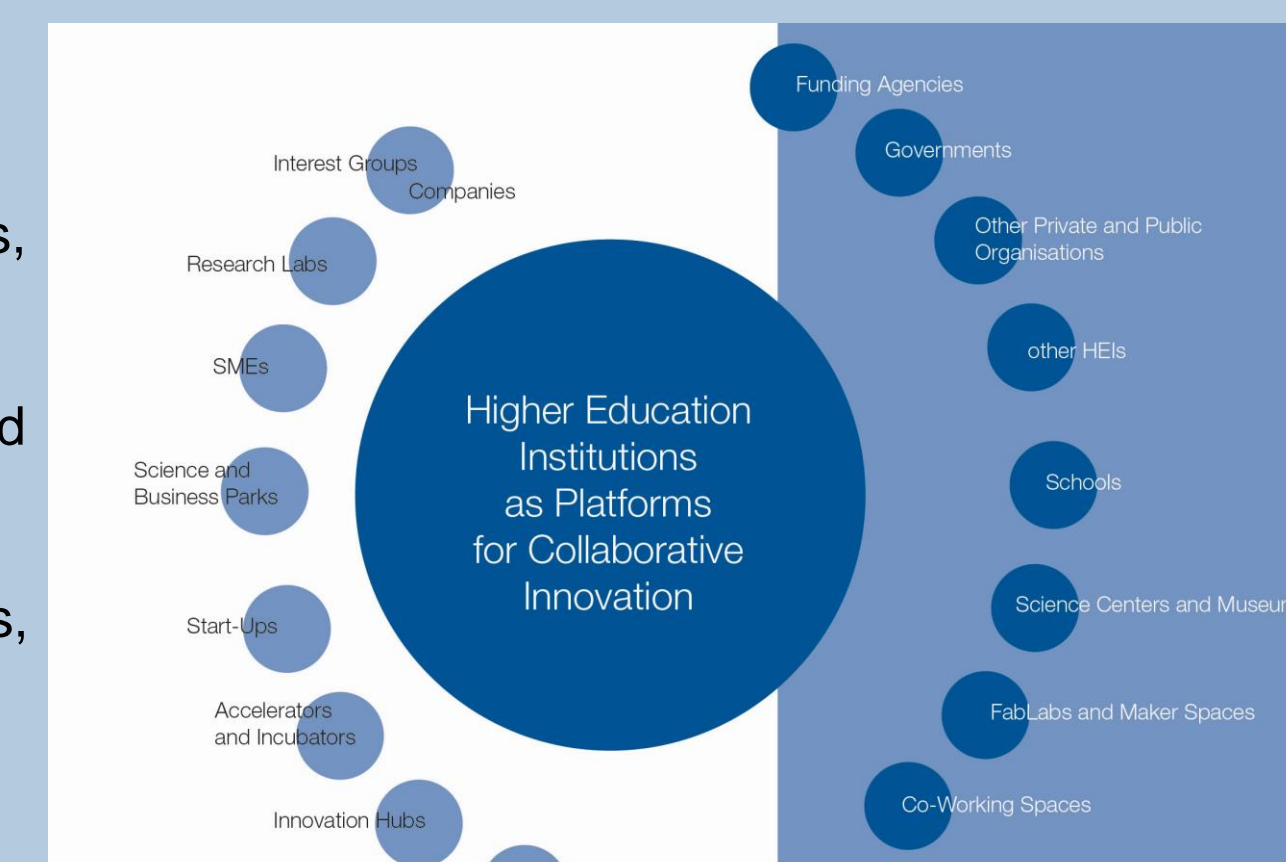 s,
d
s,
Interest Groups
Companies
Research Labs
SMEs
Science and
Business Parks
Start-Ups
Accelerators
and Incubators
Innovation Hubs
Higher Education
Institutions
as Platforms
for Collaborative
Innovation
Funding Agencies
Governments
Other Private and Public
Organisations
other HEIs
Schools
Science Centers and Museum
FabLabs and Maker Spaces
Co-Working Spaces